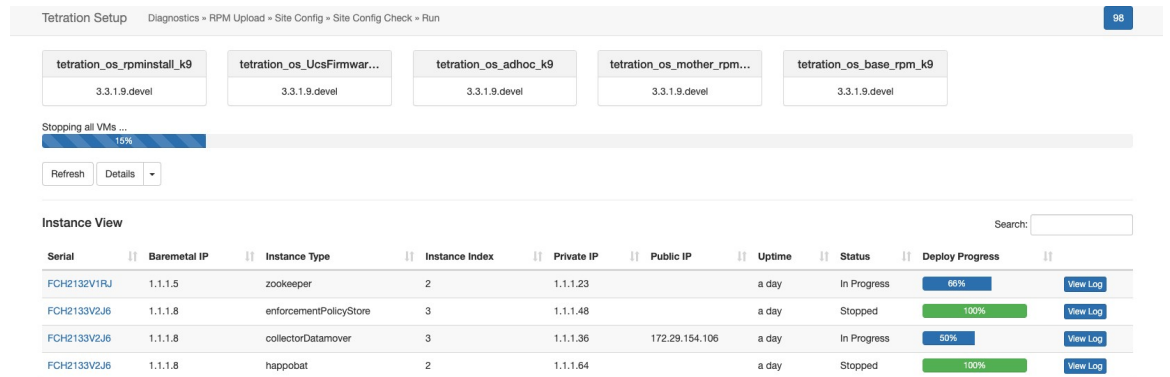 Tetration Setup Diagnostics » RPM Upload » Site Config » Site Config Check » Run 98
tetration_os_rpminstall_k9 tetration_os_UcsFirmwar... tetration_os_adhoc_k9 tetration_os_mother_rpm... tetration_os_base_rpm_k9
3.3.1.9.devel 3.3.1.9.devel 3.3.1.9.devel 3.3.1.9.devel 3.3.1.9.devel
Stopping all VMs ...
15%
Refresh Details
Instance View Search:
Serial Baremetal IP Instance Type Instance Index Private IP Public IP Uptime Status Deploy Progress
FCH2132V1RJ 1.1.1.5 zookeeper 2 1.1.1.23 a day In Progress 66% View Log
FCH2133V2J6 1.1.1.8 enforcementPolicyStore 3 1.1.1.48 a day Stopped 100% View Log
FCH2133V2J6 1.1.1.8 collectorDatamover 3 1.1.1.36 172.29.154.106 a day In Progress 50% View Log
FCH2133V2J6 1.1.1.8 happobat 2 1.1.1.64 a day Stopped 100% View Log